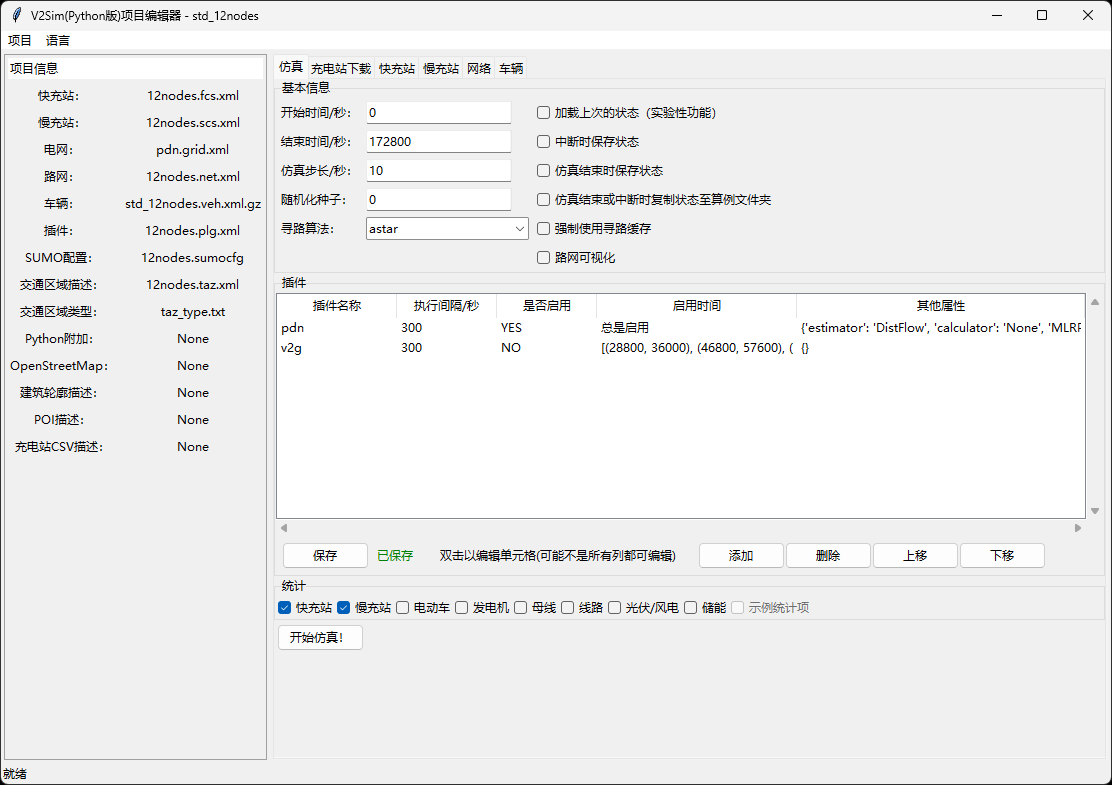 V2Sim(Python版)项目编辑器 - std_12nodes
项目 语言
项目信息
快充站: 12nodes.fcs.xml
慢充站: 12nodes.scs.xml
电网: pdn.grid.xml
路网: 12nodes.net.xml
车辆: std_12nodes.veh.xml.gz
插件: 12nodes.plg.xml
SUMO配置: 12nodes.sumocfg
交通区域描述: 12nodes.taz.xml
交通区域类型: taz_type.txt
Python附加: None
OpenStreetMap: None
建筑轮廓描述: None
POI描述: None
充电站CSV描述: None
仿真 充电站下载 快充站 慢充站 网络 车辆
基本信息
开始时间/秒: 0 加载上次的状态（实验性功能）
结束时间/秒: 172800 中断时保存状态
仿真步长/秒: 10 仿真结束时保存状态
随机化种子: 0 仿真结束或中断时复制状态至算例文件夹
寻路算法: astar 强制使用寻路缓存
路网可视化
插件
插件名称 执行间隔/秒 是否启用 启用时间 其他属性
pdn 300 YES 总是启用 {'estimator': 'DistFlow', 'calculator': 'None', 'MLRP
v2g 300 NO [(28800, 36000), (46800, 57600), ( {}
保存 已保存 双击以编辑单元格(可能不是所有列都可编辑) 添加 删除 上移 下移
统计
快充站 慢充站 电动车 发电机 母线 线路 光伏/风电 储能 示例统计项
开始仿真!
就绪